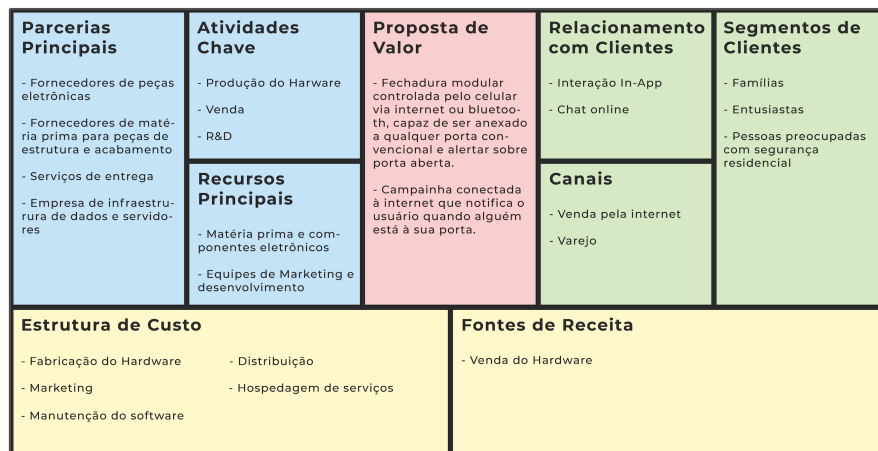 Parcerias
Principais
- Fornecedores de peças
eletrônicas
- Fornecedores de maté-
ria prima para peças de
estrutura e acabamento
- Serviços de entrega
- Empresa de infraestru-
rura de dados e servido-
res
Atividades
Chave
- Produção do Harware
- Venda
- R&D
Recursos
Principais
- Matéria prima e com-
ponentes eletrônicos
- Equipes de Marketing e
desenvolvimento
Proposta de
Valor
- Fechadura modular
controlada pelo celular
via internet ou bluetoo-
th, capaz de ser anexado
a qualquer porta con-
vencional e alertar sobre
porta aberta.
- Campainha conectada
à internet que notifica o
usuário quando alguém
está à sua porta.
Relacionamento
com Clientes
- Interação In-App
- Chat online
Canais
- Venda pela internet
- Varejo
Segmentos de
Clientes
- Famílias
- Entusiastas
- Pessoas preocupadas
com segurança
residencial
Estrutura de Custo
- Fabricação do Hardware
- Marketing
- Manutenção do software
- Distribuição
- Hospedagem de serviços
Fontes de Receita
- Venda do Hardware